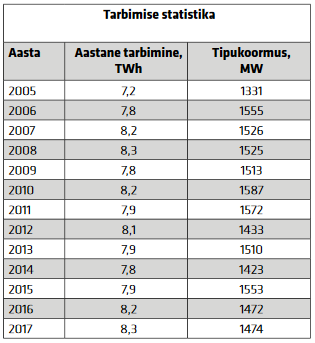 Tarbimise statistika
Aasta Aastane tarbimine, TWh Tipukoormus, MW
2005 7,2 1331
2006 7,8 1555
2007 8,2 1526
2008 8,3 1525
2009 7,8 1513
2010 8,2 1587
2011 7,9 1572
2012 8,1 1433
2013 7,9 1510
2014 7,8 1423
2015 7,9 1553
2016 8,2 1472
2017 8,3 1474